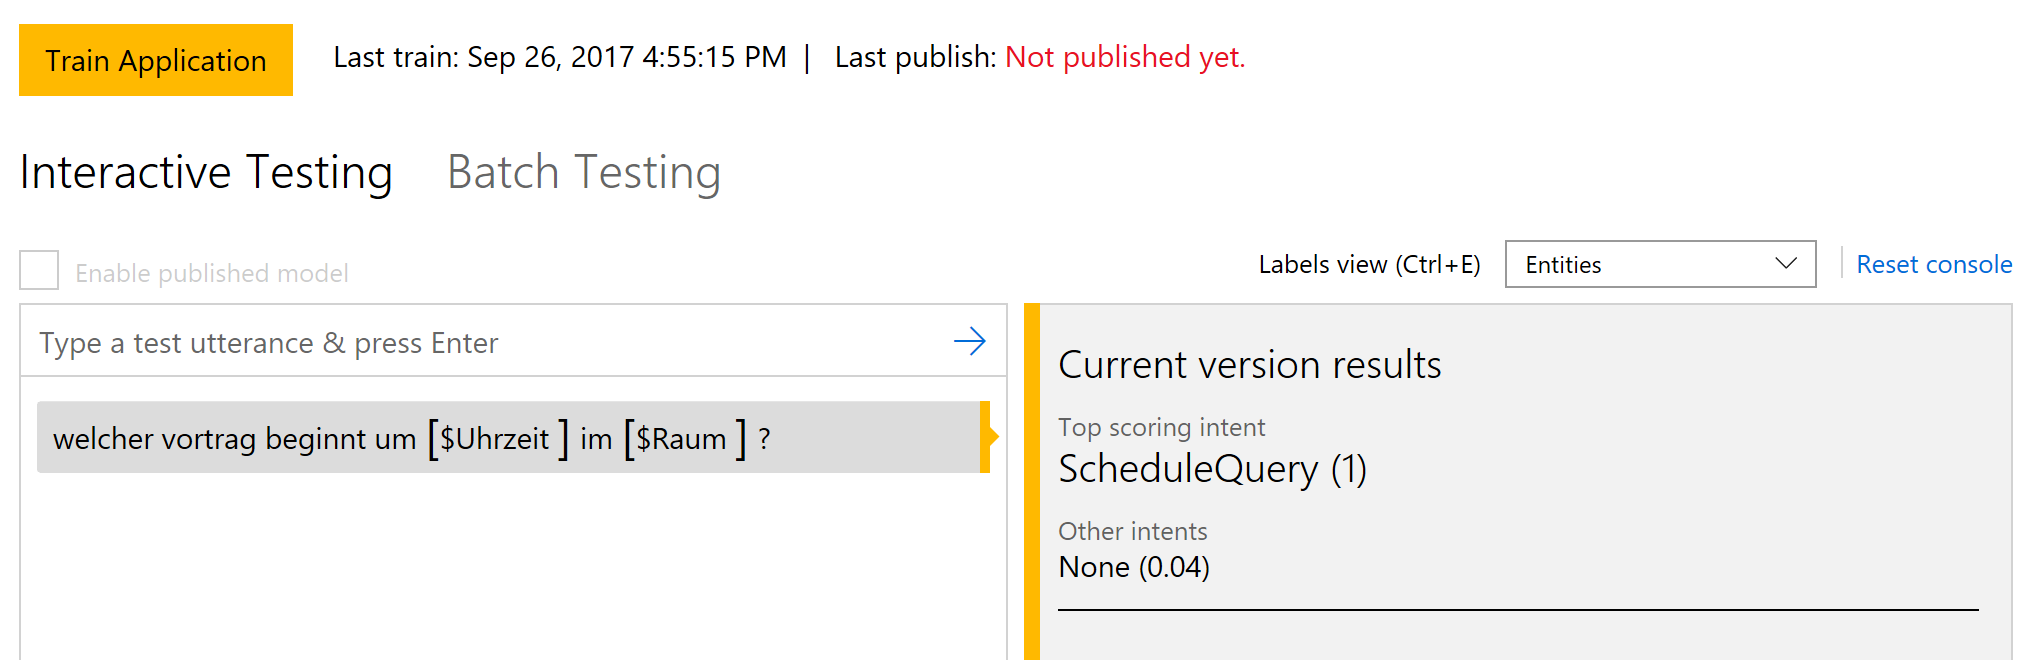 Train Application Last train: Sep 26, 2017 4:55:15 PM | Last publish: Not published yet.
Interactive Testing Batch Testing
Enable published model
Labels view (Ctrl+E) Entities Reset console
Type a test utterance & press Enter
welcher vortrag beginnt um [$Uhrzeit ] im [$Raum ] ?
Current version results
Top scoring intent
ScheduleQuery (1)
Other intents
None (0.04)